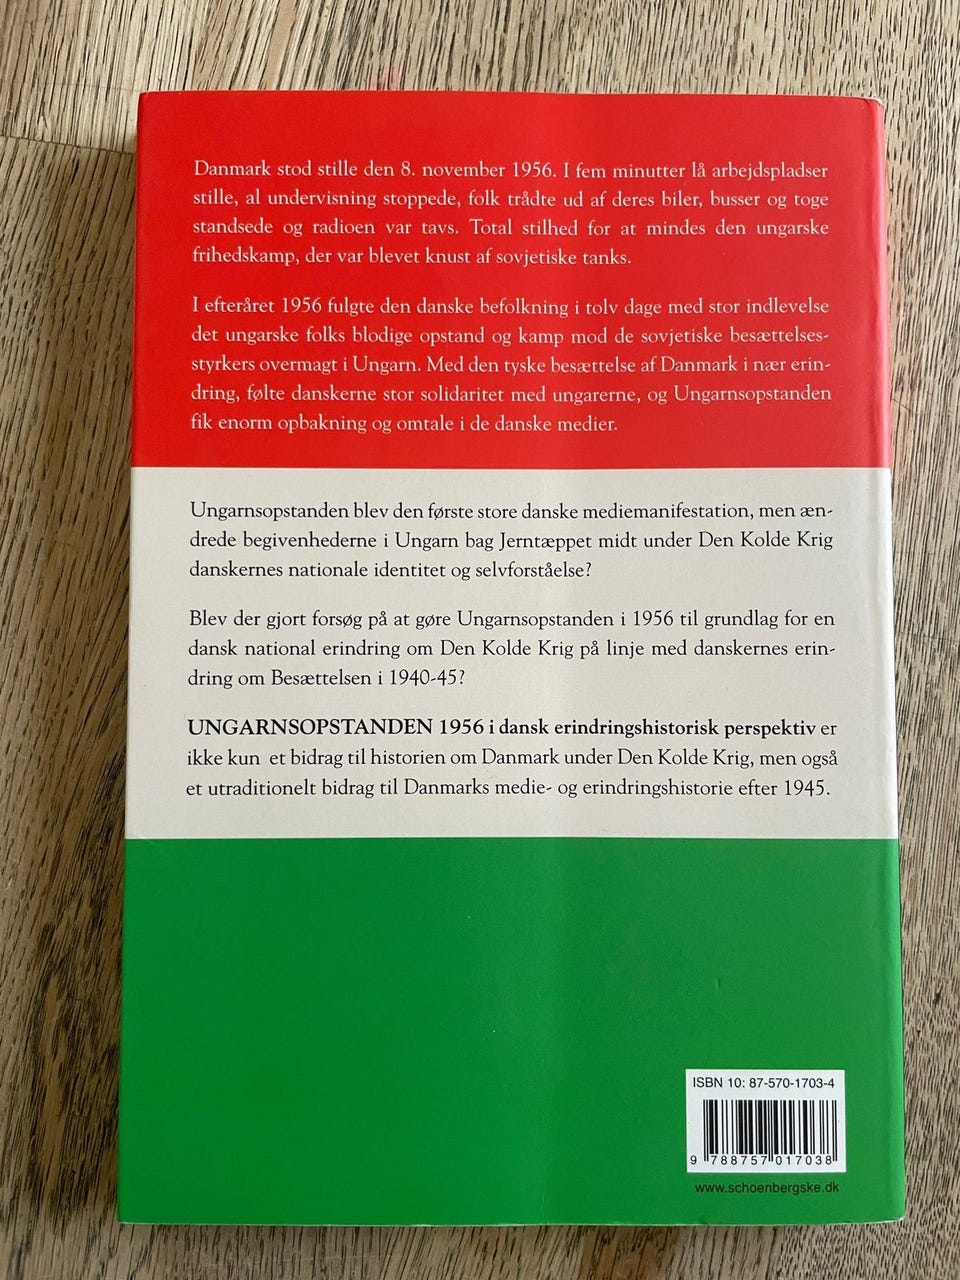 Danmark stod stille den 8. november 1956. I fem minutter lå arbejdspladser
stille, al undervisning stoppede, folk trådte ud af deres biler, busser og toge
standsede og radioen var tavs. Total stilhed for at mindes den ungarske
frihedskamp, der var blevet knust af sovjetiske tanks.
I efteråret 1956 fulgte den danske befolkning i tolv dage med stor indlevelse
det ungarske folks blodige opstand og kamp mod de sovjetiske besættelses-
styrkers overmagt i Ungarn. Med den tyske besættelse af Danmark i nær erin-
dring, følte danskerne stor solidaritet med ungarerne, og Ungarnsopstanden
fik enorm opbakning og omtale i de danske medier.
Ungarnsopstanden blev den første store danske mediemanifestation, men æn-
drede begivenhederne i Ungarn bag Jerntæppet midt under Den Kolde Krig
danskernes nationale identitet og selvforståelse?
Blev der gjort forsøg på at gøre Ungarnsopstanden i 1956 til grundlag for en
dansk national erindring om Den Kolde Krig på linje med danskernes erin-
dring om Besættelsen i 1940-45?
UNGARNSOPSTANDEN 1956 i dansk erindringshistorisk perspektiv er
ikke kun et bidrag til historien om Danmark under Den Kolde Krig, men også
et utraditionelt bidrag til Danmarks medie- og erindringshistorie efter 1945.
ISBN 10: 87-570-1703-4
9 788757 017038
www.schoenbergske.dk